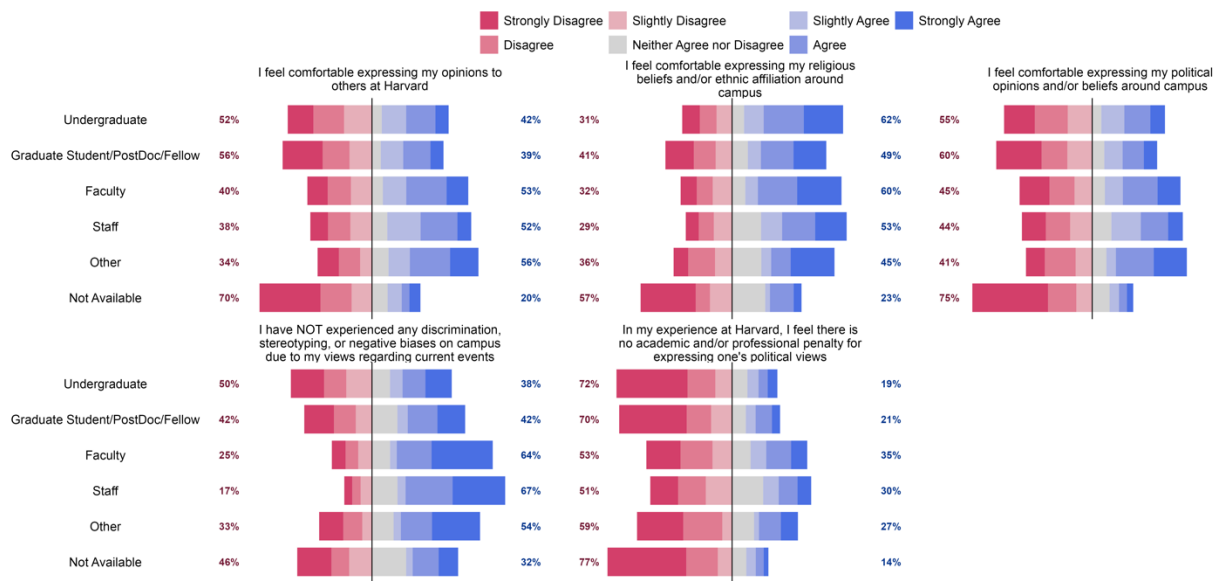 Strongly Disagree Slightly Disagree Slightly Agree Strongly Agree
Disagree Neither Agree nor Disagree Agree
I feel comfortable expressing my opinions to
others at Harvard
I feel comfortable expressing my religious
beliefs and/or ethnic affiliation around
campus
I feel comfortable expressing my political
opinions and/or beliefs around campus
Undergraduate 52% 42% 31% 62% 55%
Graduate Student/PostDoc/Fellow 56% 39% 41% 49% 60%
Faculty 40% 53% 32% 60% 45%
Staff 38% 52% 29% 53% 44%
Other 34% 56% 36% 45% 41%
Not Available 70% 20% 57% 23% 75%
I have NOT experienced any discrimination,
stereotyping, or negative biases on campus
due to my views regarding current events
In my experience at Harvard, I feel there is
no academic and/or professional penalty for
expressing one's political views
Undergraduate 50% 38% 72% 19%
Graduate Student/PostDoc/Fellow 42% 42% 70% 21%
Faculty 25% 64% 53% 35%
Staff 17% 67% 51% 30%
Other 33% 54% 59% 27%
Not Available 46% 32% 77% 14%